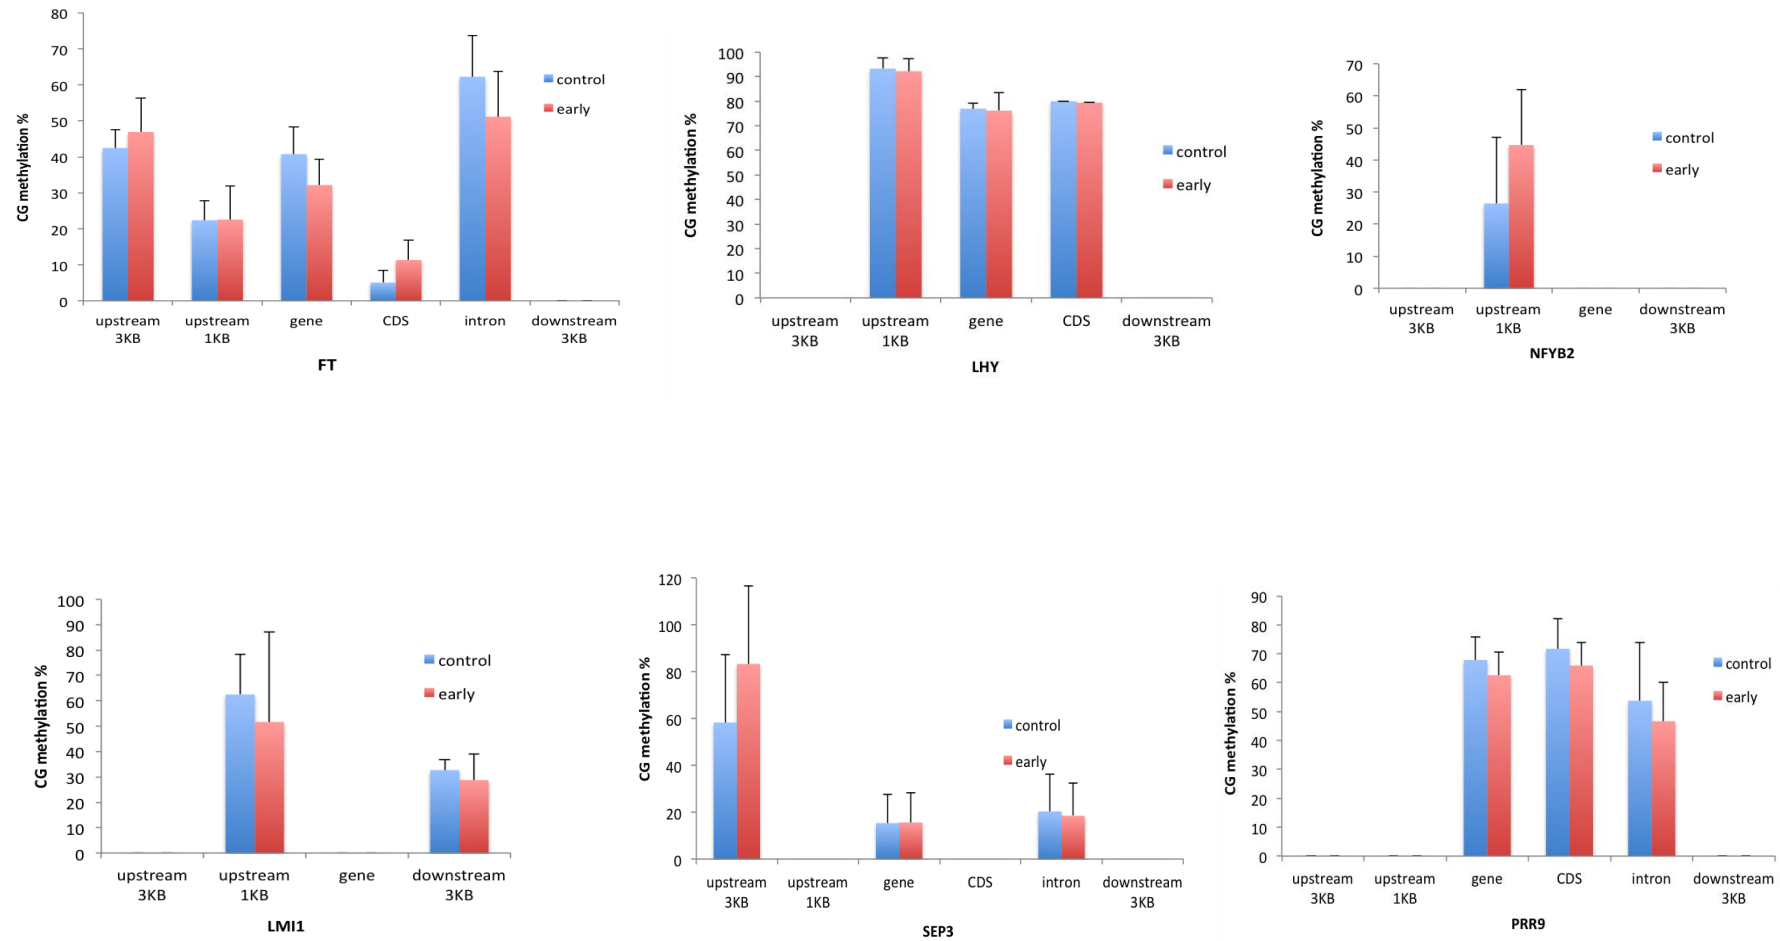 80
70
60
50
40
30
20
10
0
CG methylation %
control
early
upstream 3KB
upstream 1KB
gene
CDS
intron
downstream 3KB
FT
100
90
80
70
60
50
40
30
20
10
0
CG methylation %
control
early
upstream 3KB
upstream 1KB
gene
CDS
downstream 3KB
LHY
70
60
50
40
30
20
10
0
CG methylation %
control
early
upstream 3KB
upstream 1KB
gene
downstream 3KB
NFYB2
100
90
80
70
60
50
40
30
20
10
0
CG methylation %
control
early
upstream 3KB
upstream 1KB
gene
downstream 3KB
LMI1
120
100
80
60
40
20
0
CG methylation %
control
early
upstream 3KB
upstream 1KB
gene
CDS
intron
downstream 3KB
SEP3
90
80
70
60
50
40
30
20
10
0
CG methylation %
control
early
upstream 3KB
upstream 1KB
gene
CDS
intron
downstream 3KB
PRR9